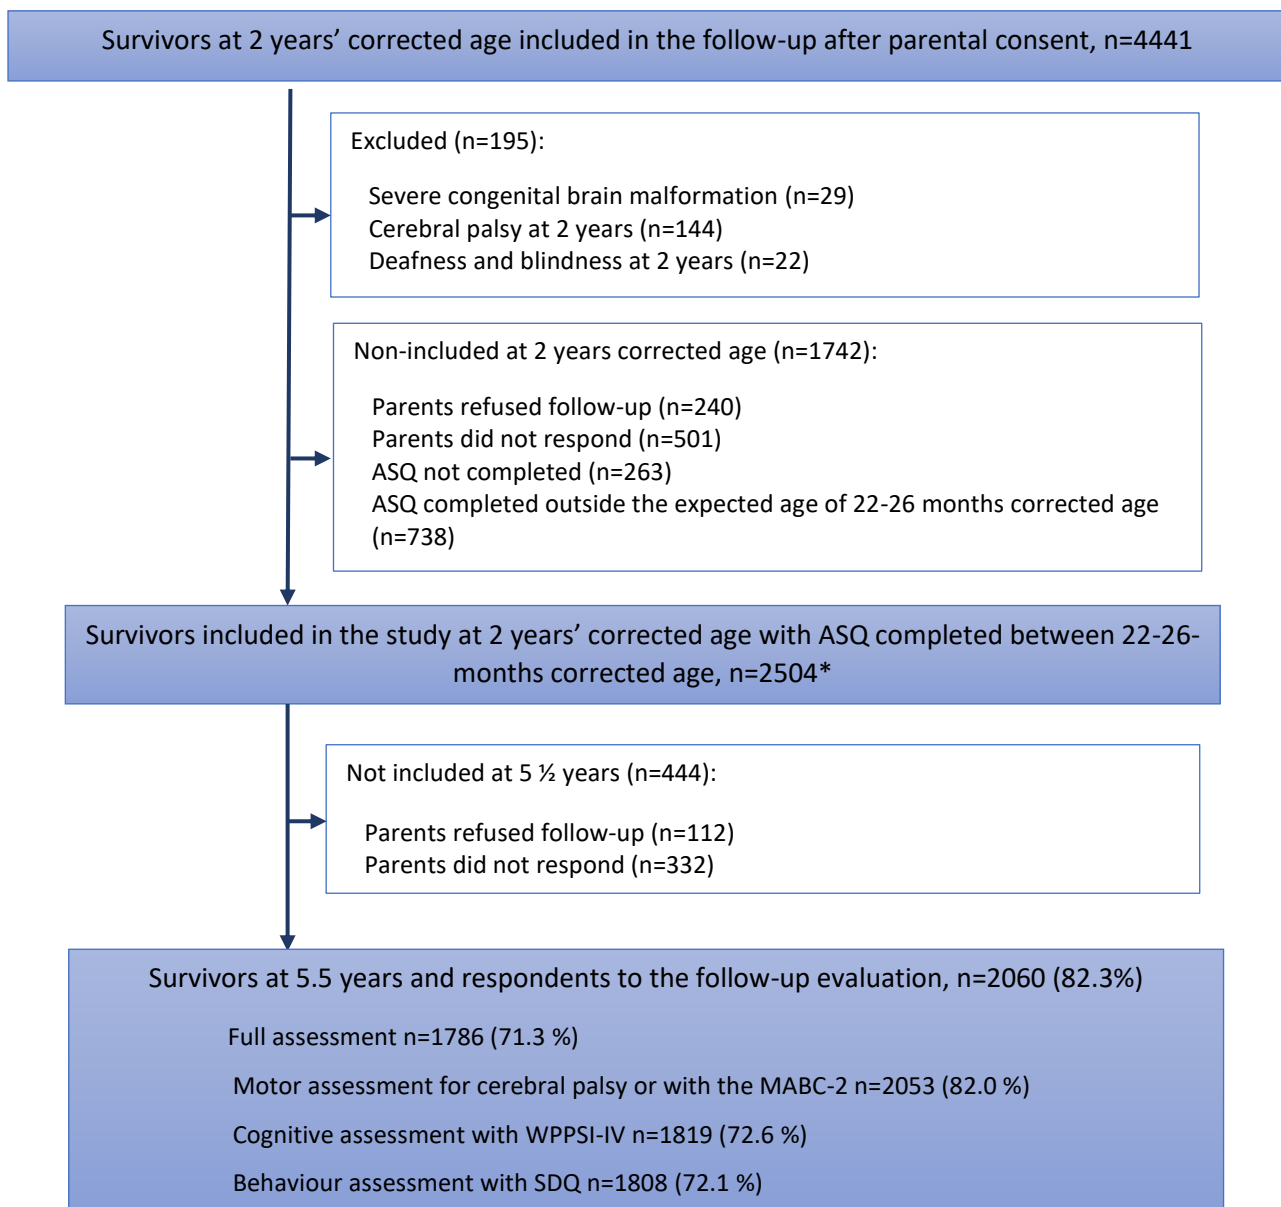 Survivors at 2 years’ corrected age included in the follow-up after parental consent, n=4441
Excluded (n=195):
Severe congenital brain malformation (n=29)
Cerebral palsy at 2 years (n=144)
Deafness and blindness at 2 years (n=22)
Non-included at 2 years corrected age (n=1742):
Parents refused follow-up (n=240)
Parents did not respond (n=501)
ASQ not completed (n=263)
ASQ completed outside the expected age of 22-26 months corrected age
(n=738)
Survivors included in the study at 2 years’ corrected age with ASQ completed between 22-26-
months corrected age, n=2504*
Not included at 5 ½ years (n=444):
Parents refused follow-up (n=112)
Parents did not respond (n=332)
Survivors at 5.5 years and respondents to the follow-up evaluation, n=2060 (82.3%)
Full assessment n=1786 (71.3 %)
Motor assessment for cerebral palsy or with the MABC-2 n=2053 (82.0 %)
Cognitive assessment with WPPSI-IV n=1819 (72.6 %)
Behaviour assessment with SDQ n=1808 (72.1 %)